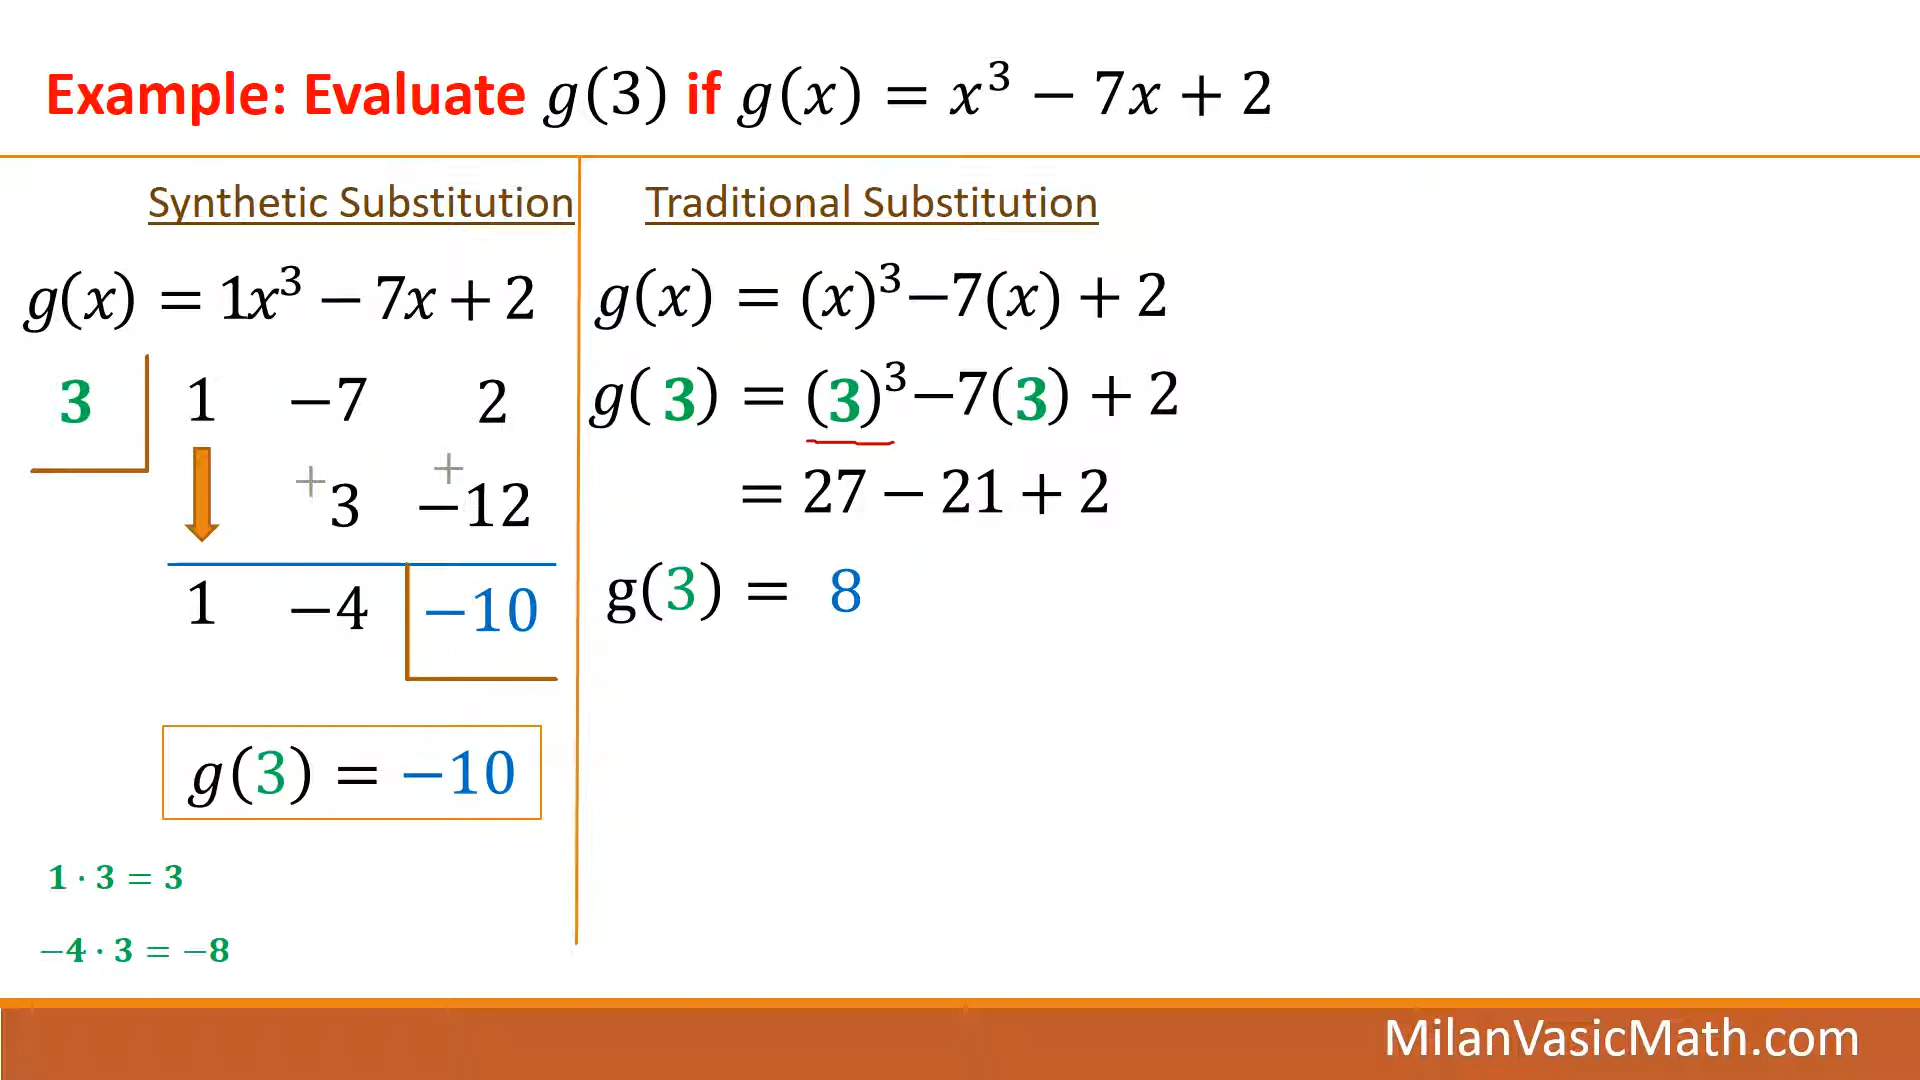 Example: Evaluate g(3) if g(x) = x³ − 7x + 2
Synthetic Substitution
g(x) = 1x³ − 7x + 2
3 1 −7 2
+ 3 + −12
1 −4 −10
g(3) = −10
1 · 3 = 3
−4 · 3 = −8
Traditional Substitution
g(x) = (x)³−7(x) + 2
g( 3) = (3)³−7(3) + 2
= 27 − 21 + 2
g(3) = 8
MilanVasicMath.com